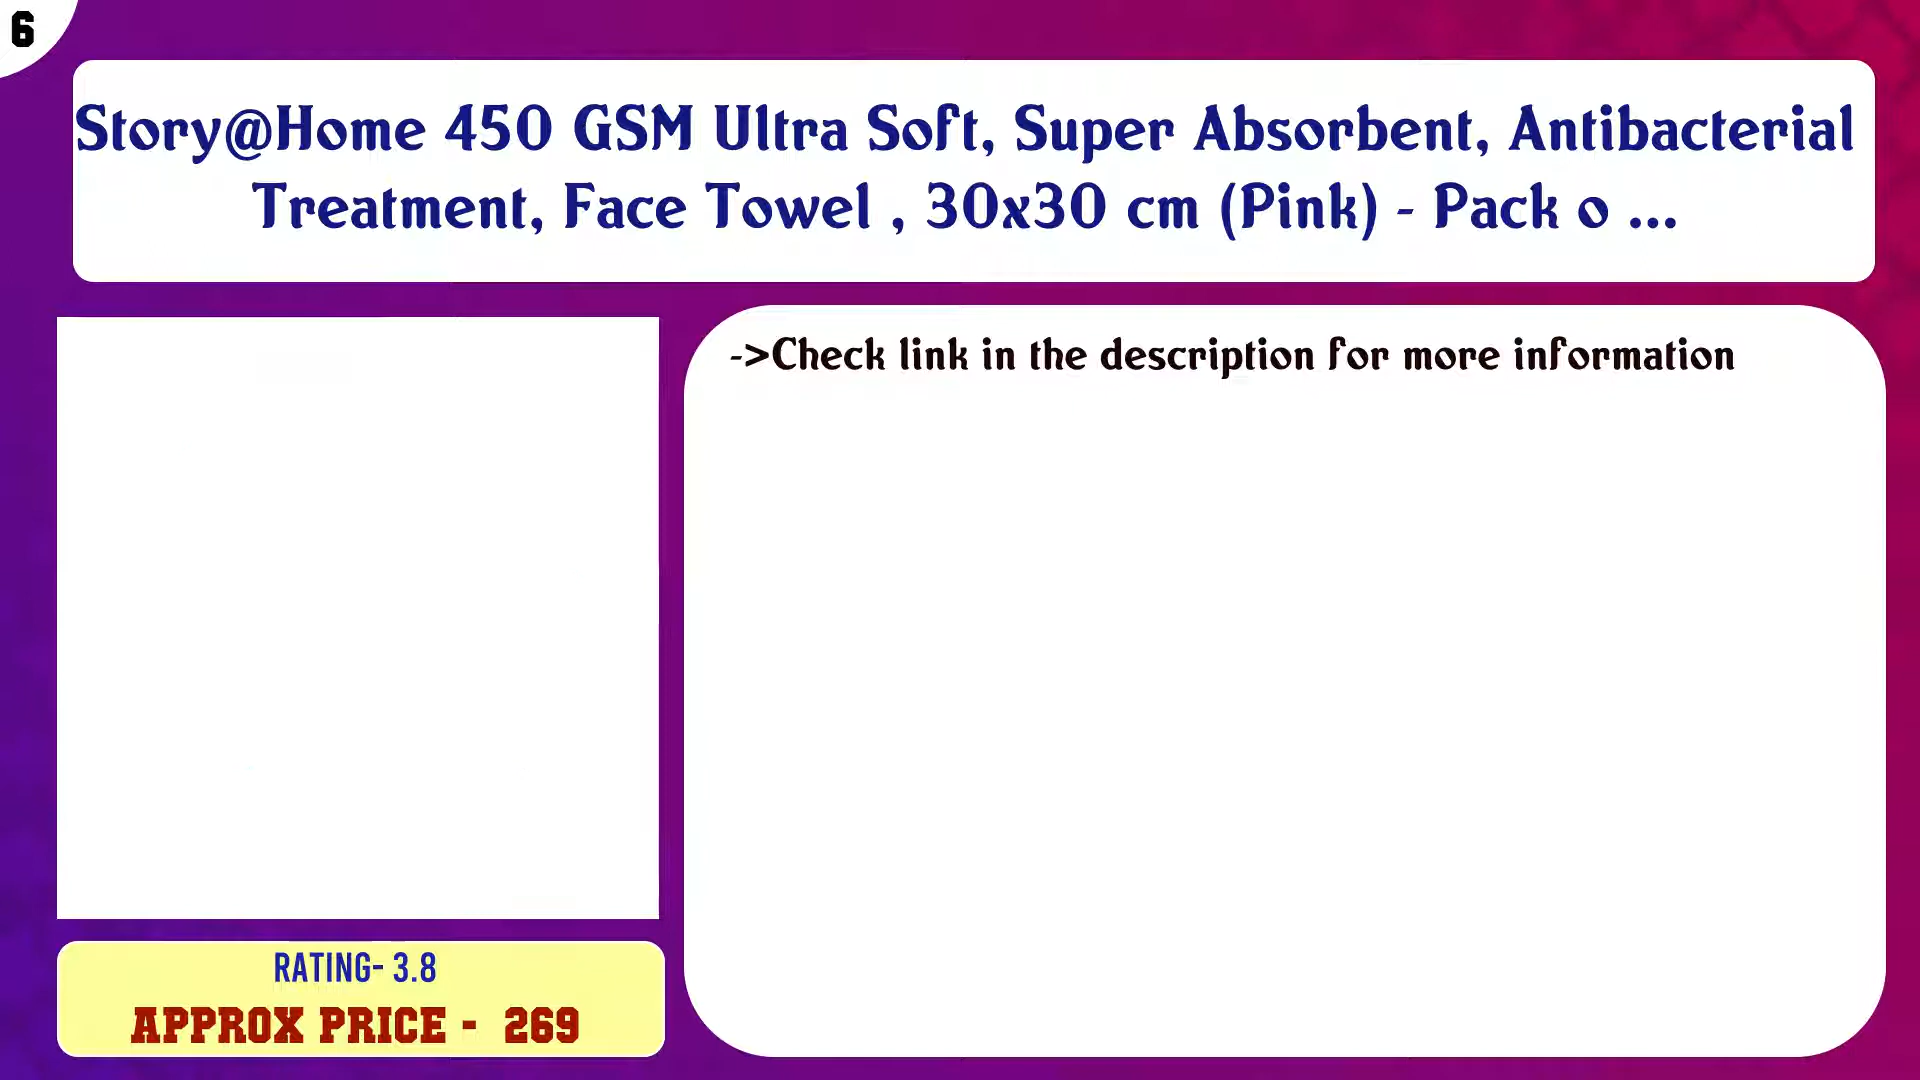 6
Story@Home 450 GSM Ultra Soft, Super Absorbent, Antibacterial
Treatment, Face Towel , 30x30 cm (Pink) - Pack o ...
->Check link in the description for more information
RATING- 3.8
APPROX PRICE - 269